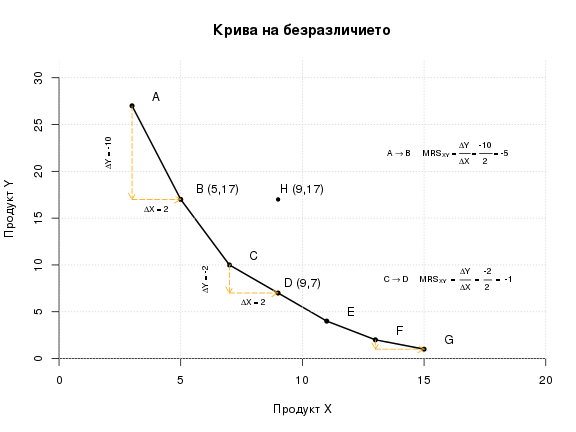 Крива на безразличието
30
25
20
15
10
5
0
Продукт Y
A
ΔY = -10
ΔX = 2
B (5,17)
H (9,17)
A → B MRSXY = ΔY/ΔX = -10/2 = -5
C
ΔY = -2
ΔX = 2
D (9,7)
C → D MRSXY = ΔY/ΔX = -2/2 = -1
E
F
G
0 5 10 15 20
Продукт X